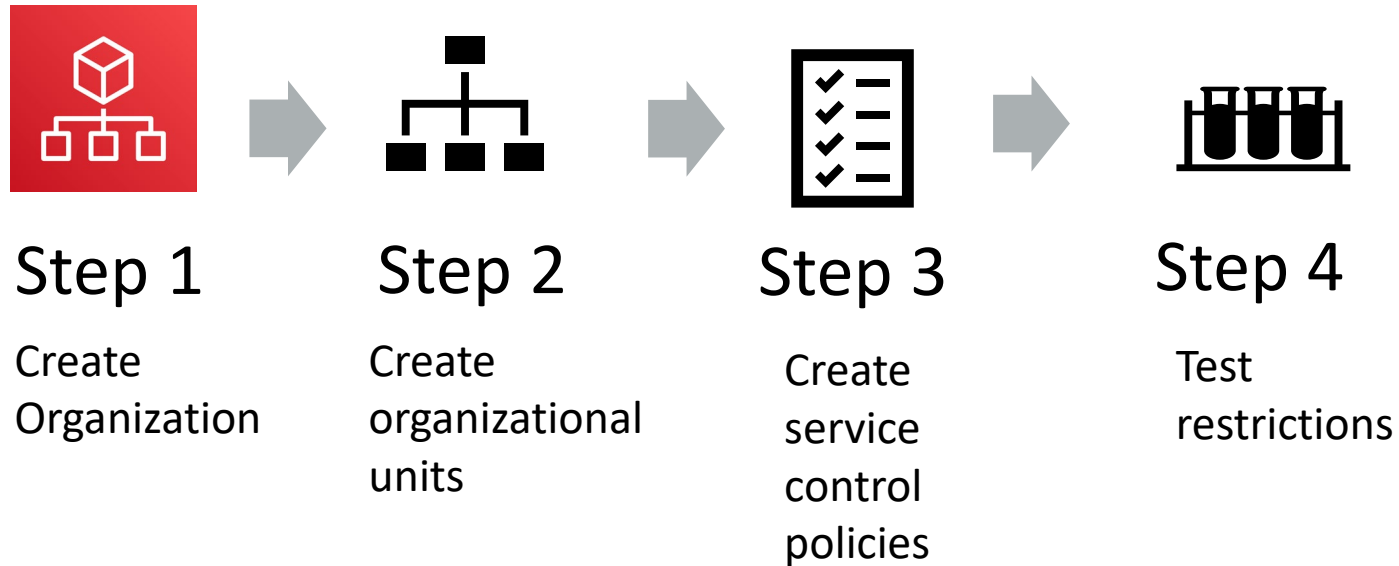 Step 1
Create
Organization
Step 2
Create
organizational
units
Step 3
Create
service
control
policies
Step 4
Test
restrictions